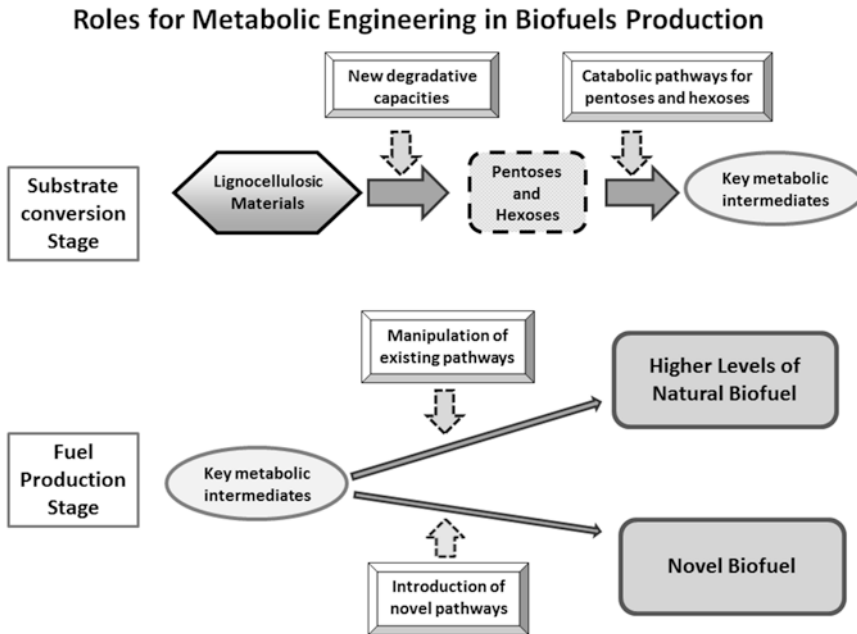 Roles for Metabolic Engineering in Biofuels Production
New degradative
capacities
Catabolic pathways for
pentoses and hexoses
Substrate
conversion
Stage
Lignocellulosic
Materials
Pentoses
and
Hexoses
Key metabolic
intermediates
Manipulation of
existing pathways
Higher Levels of
Natural Biofuel
Fuel
Production
Stage
Key metabolic
intermediates
Novel Biofuel
Introduction of
novel pathways